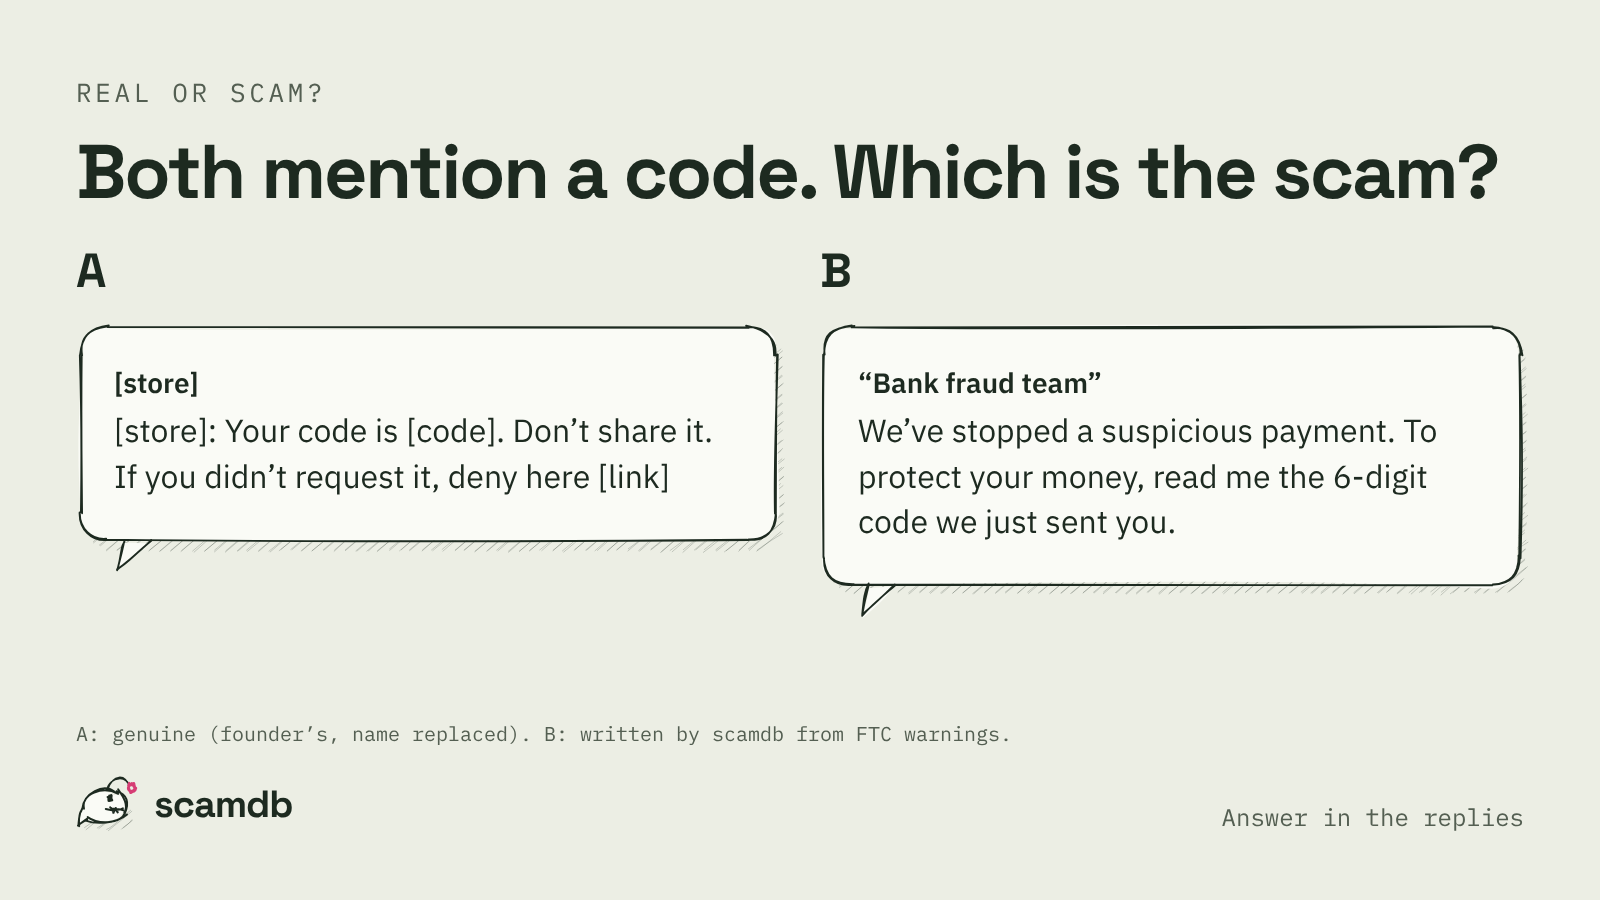 REAL OR SCAM?
Both mention a code. Which is the scam?
A
[store]
[store]: Your code is [code]. Don’t share it.
If you didn’t request it, deny here [link]
B
“Bank fraud team”
We’ve stopped a suspicious payment. To
protect your money, read me the 6-digit
code we just sent you.
A: genuine (founder’s, name replaced). B: written by scamdb from FTC warnings.
scamdb
Answer in the replies